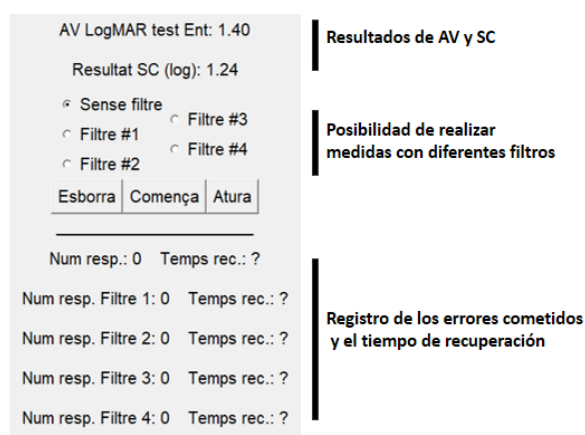 AV LogMAR test Ent: 1.40
Resultat SC (log): 1.24
Resultados de AV y SC
Sense filtre
Filtre #1
Filtre #2
Filtre #3
Filtre #4
Posibilidad de realizar
medidas con diferentes filtros
Esborra Comença Atura
Num resp.: 0 Temps rec.: ?
Num resp. Filtre 1: 0 Temps rec.: ?
Num resp. Filtre 2: 0 Temps rec.: ?
Num resp. Filtre 3: 0 Temps rec.: ?
Num resp. Filtre 4: 0 Temps rec.: ?
Registro de los errores cometidos
y el tiempo de recuperación